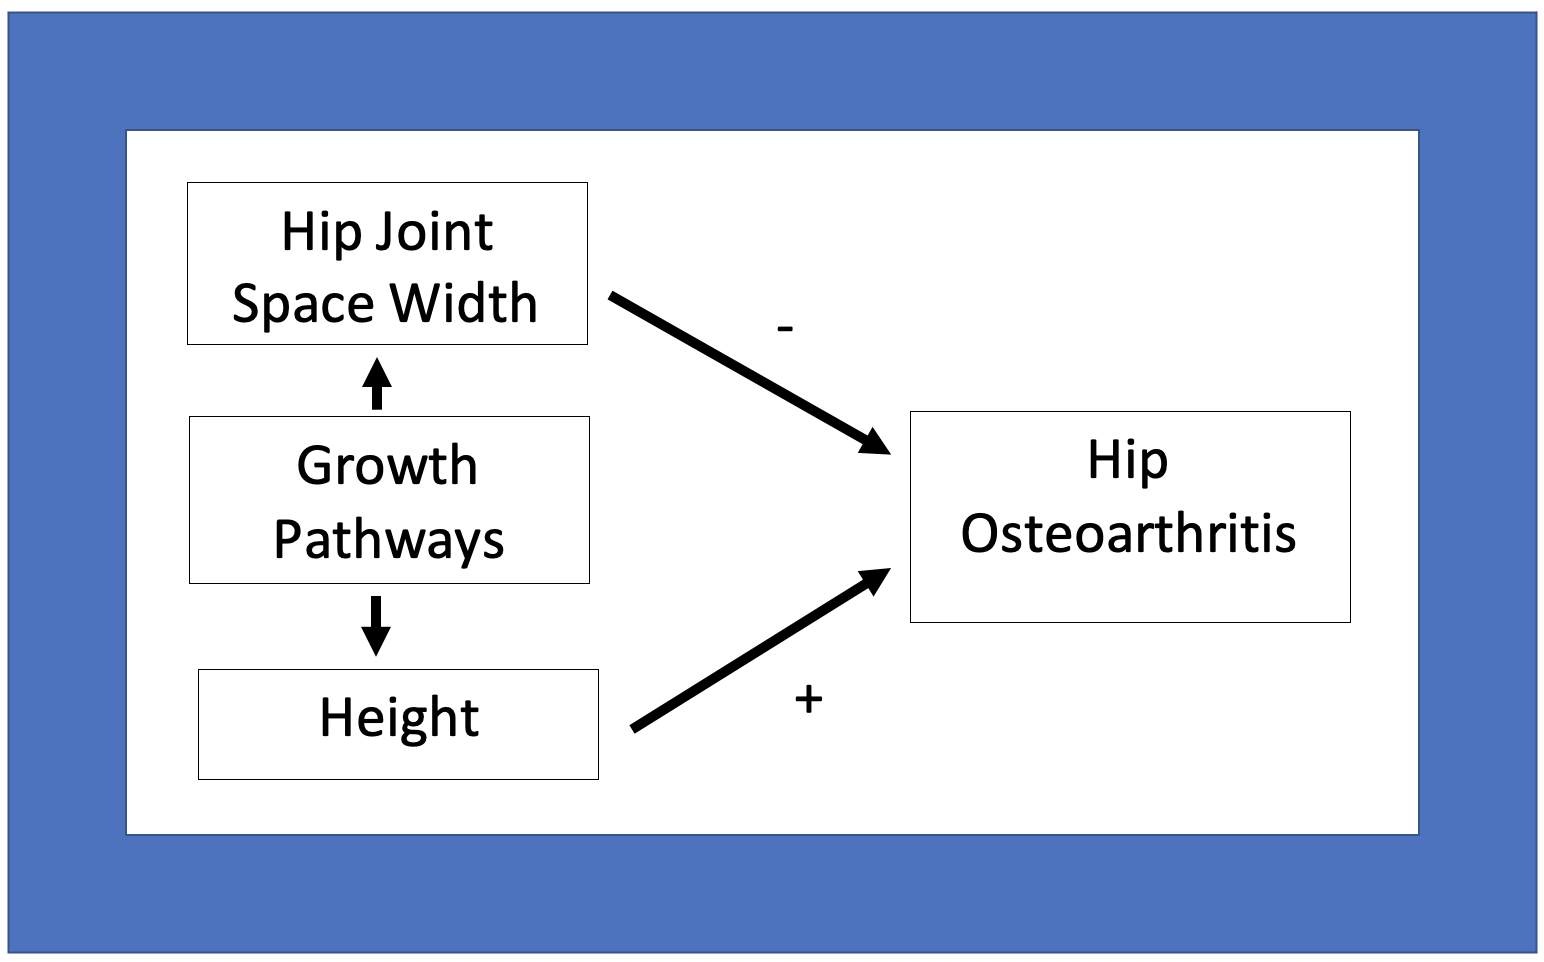 Hip Joint
Space Width
-
Growth
Pathways
Hip
Osteoarthritis
Height
+